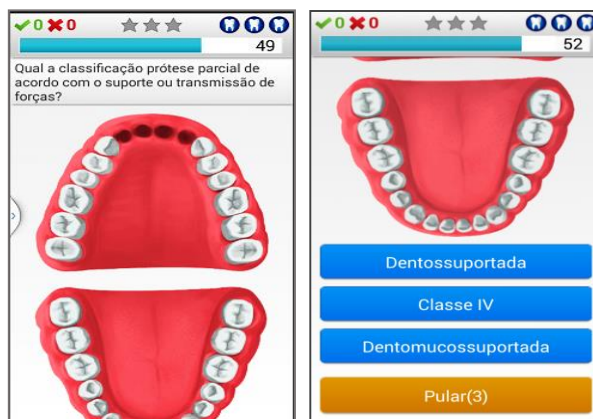 0 0
49
Qual a classificação prótese parcial de
acordo com o suporte ou transmissão de
forças?
0 0
52
Dentossuportada
Classe IV
Dentomucossuportada
Pular(3)